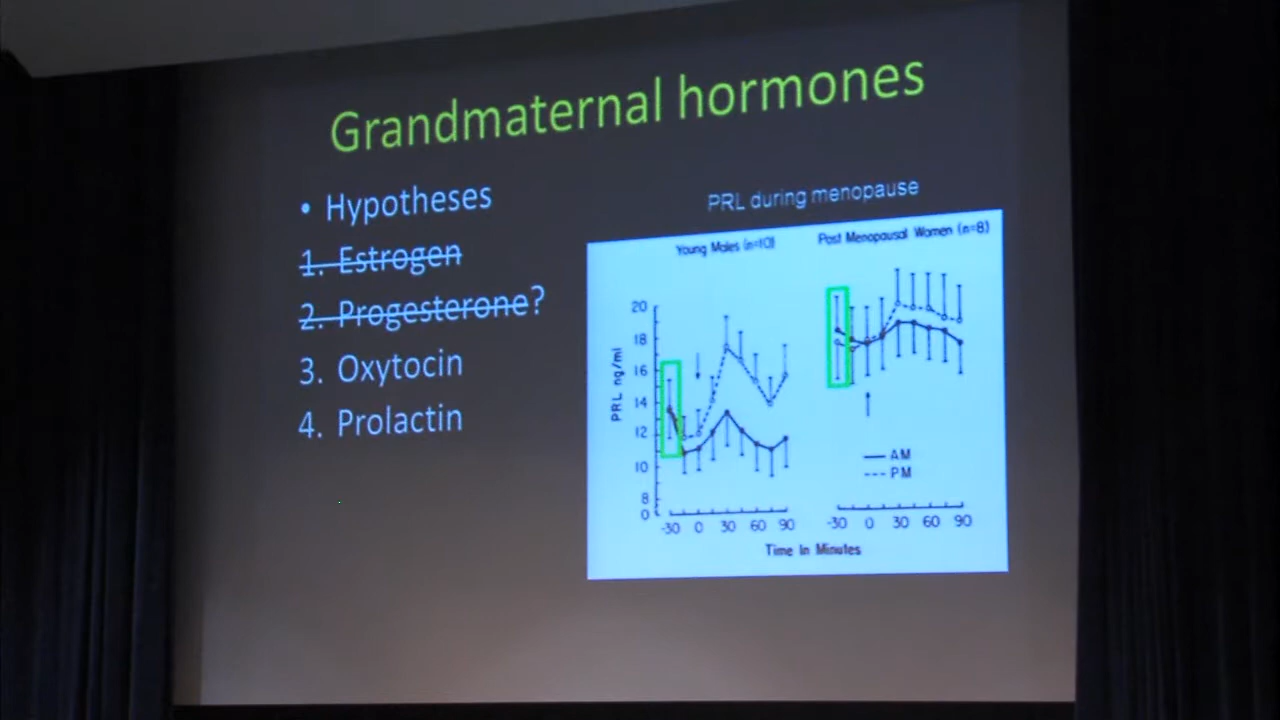 Grandmaternal hormones
• Hypotheses
1. Estrogen
2. Progesterone?
3. Oxytocin
4. Prolactin
PRL during menopause
Young Males (n=10)
Post Menopausal Women (n=8)
PRL ng/ml
20
18
16
14
12
10
8
0
-30 0 30 60 90
AM
PM
-30 0 30 60 90
Time In Minutes